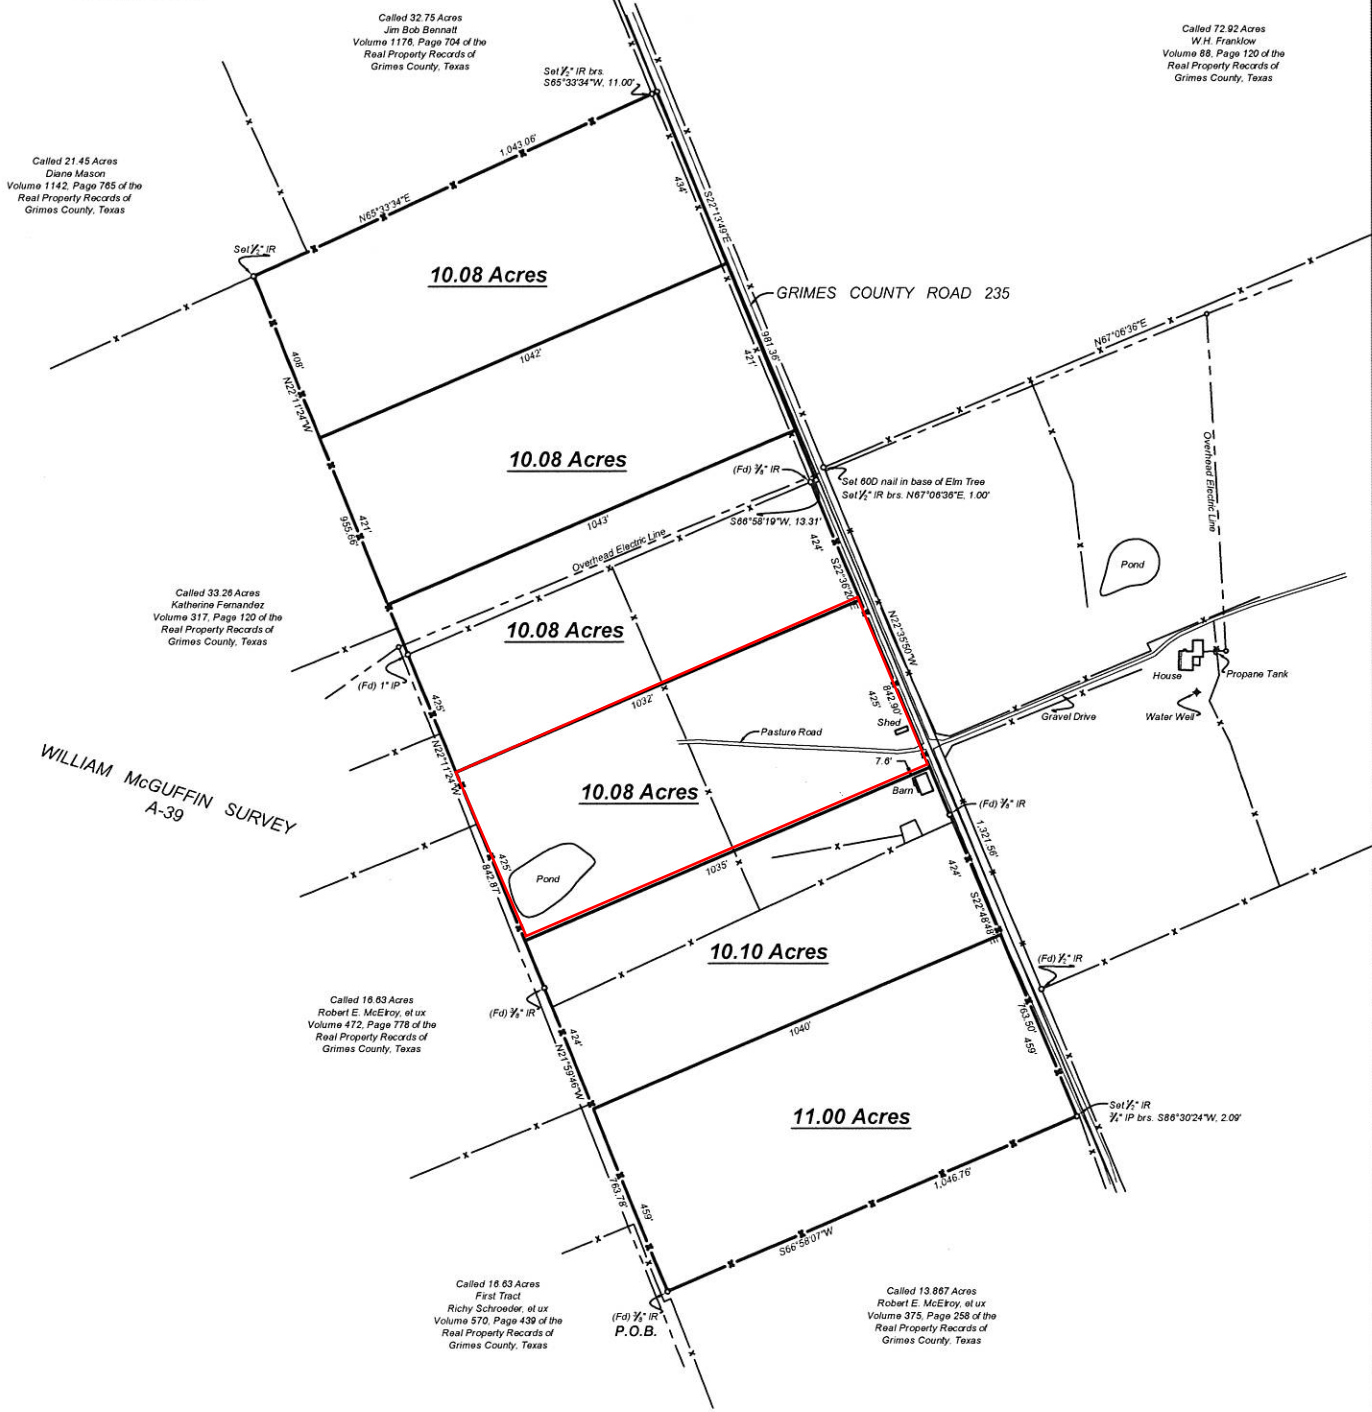 Called 32.75 Acres
Jim Bob Bennatt
Volume 1176, Page 704 of the
Real Property Records of
Grimes County, Texas
Called 72.92 Acres
W.H. Franklow
Volume 88, Page 120 of the
Real Property Records of
Grimes County, Texas
Set ½" IR brs.
S65°33'34"W, 11.00'
Called 21.45 Acres
Diane Mason
Volume 1142, Page 765 of the
Real Property Records of
Grimes County, Texas
1,043.06'
N65°33'34"E
434'
S22°13'49"E
Set ½" IR
10.08 Acres
GRIMES COUNTY ROAD 235
981.36'
421'
1042'
408'
N22°11'24"W
N67°06'36"E
Overhead Electric Line
10.08 Acres
(Fd) ⅜" IR
Set 60D nail in base of Elm Tree
Set ½" IR brs. N67°06'36"E, 1.00'
S66°58'19"W, 13.31'
421'
955.66'
1043'
Overhead Electric Line
424'
S22°36'20"E
Pond
Called 33.26 Acres
Katherine Fernandez
Volume 317, Page 120 of the
Real Property Records of
Grimes County, Texas
10.08 Acres
N22°35'50"W
(Fd) 1" IP
House
Propane Tank
Water Well
Gravel Drive
425'
N22°11'24"W
1032'
842.90'
425'
Shed
Pasture Road
7.6'
Barn
10.08 Acres
(Fd) ⅜" IR
WILLIAM McGUFFIN SURVEY
A-39
1,321.56'
425'
842.87'
Pond
1035'
424'
S22°48'48"E
10.10 Acres
(Fd) ½" IR
Called 16.63 Acres
Robert E. McElroy, et ux
Volume 472, Page 778 of the
Real Property Records of
Grimes County, Texas
(Fd) ⅜" IR
424'
N21°59'46"W
1040'
763.50'
459'
11.00 Acres
Set ½" IR
¾" IP brs. S86°30'24"W, 2.09'
763.78'
459'
1,046.76'
S66°58'07"W
Called 16.63 Acres
First Tract
Richy Schroeder, et ux
Volume 570, Page 439 of the
Real Property Records of
Grimes County, Texas
(Fd) ⅜" IR
P.O.B.
Called 13.867 Acres
Robert E. McElroy, et ux
Volume 375, Page 258 of the
Real Property Records of
Grimes County, Texas